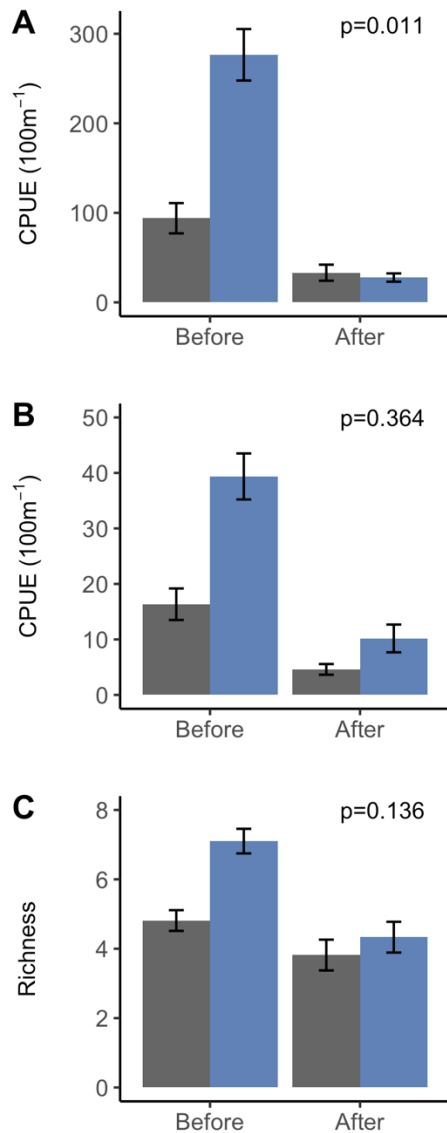 A
p=0.011
CPUE (100m⁻¹)
300
200
100
0
Before
After
B
p=0.364
CPUE (100m⁻¹)
50
40
30
20
10
0
Before
After
C
p=0.136
Richness
8
6
4
2
0
Before
After